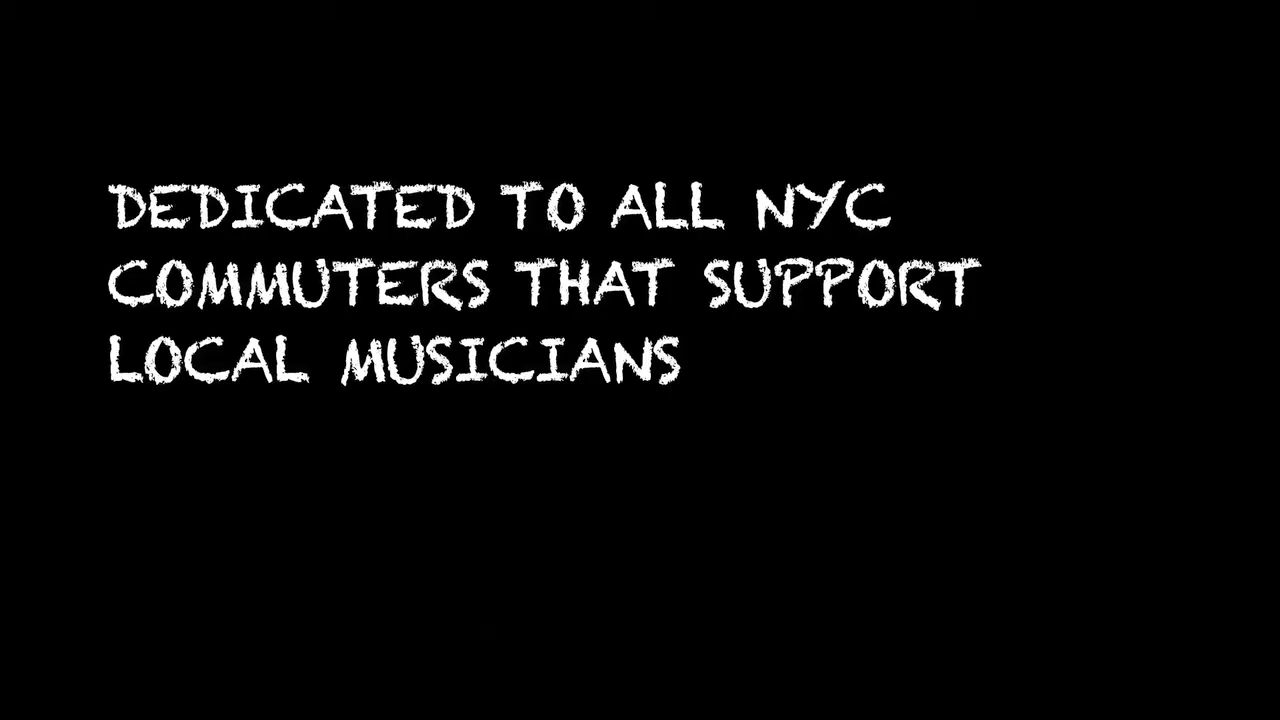 DEDICATED TO ALL NYC
COMMUTERS THAT SUPPORT
LOCAL MUSICIANS